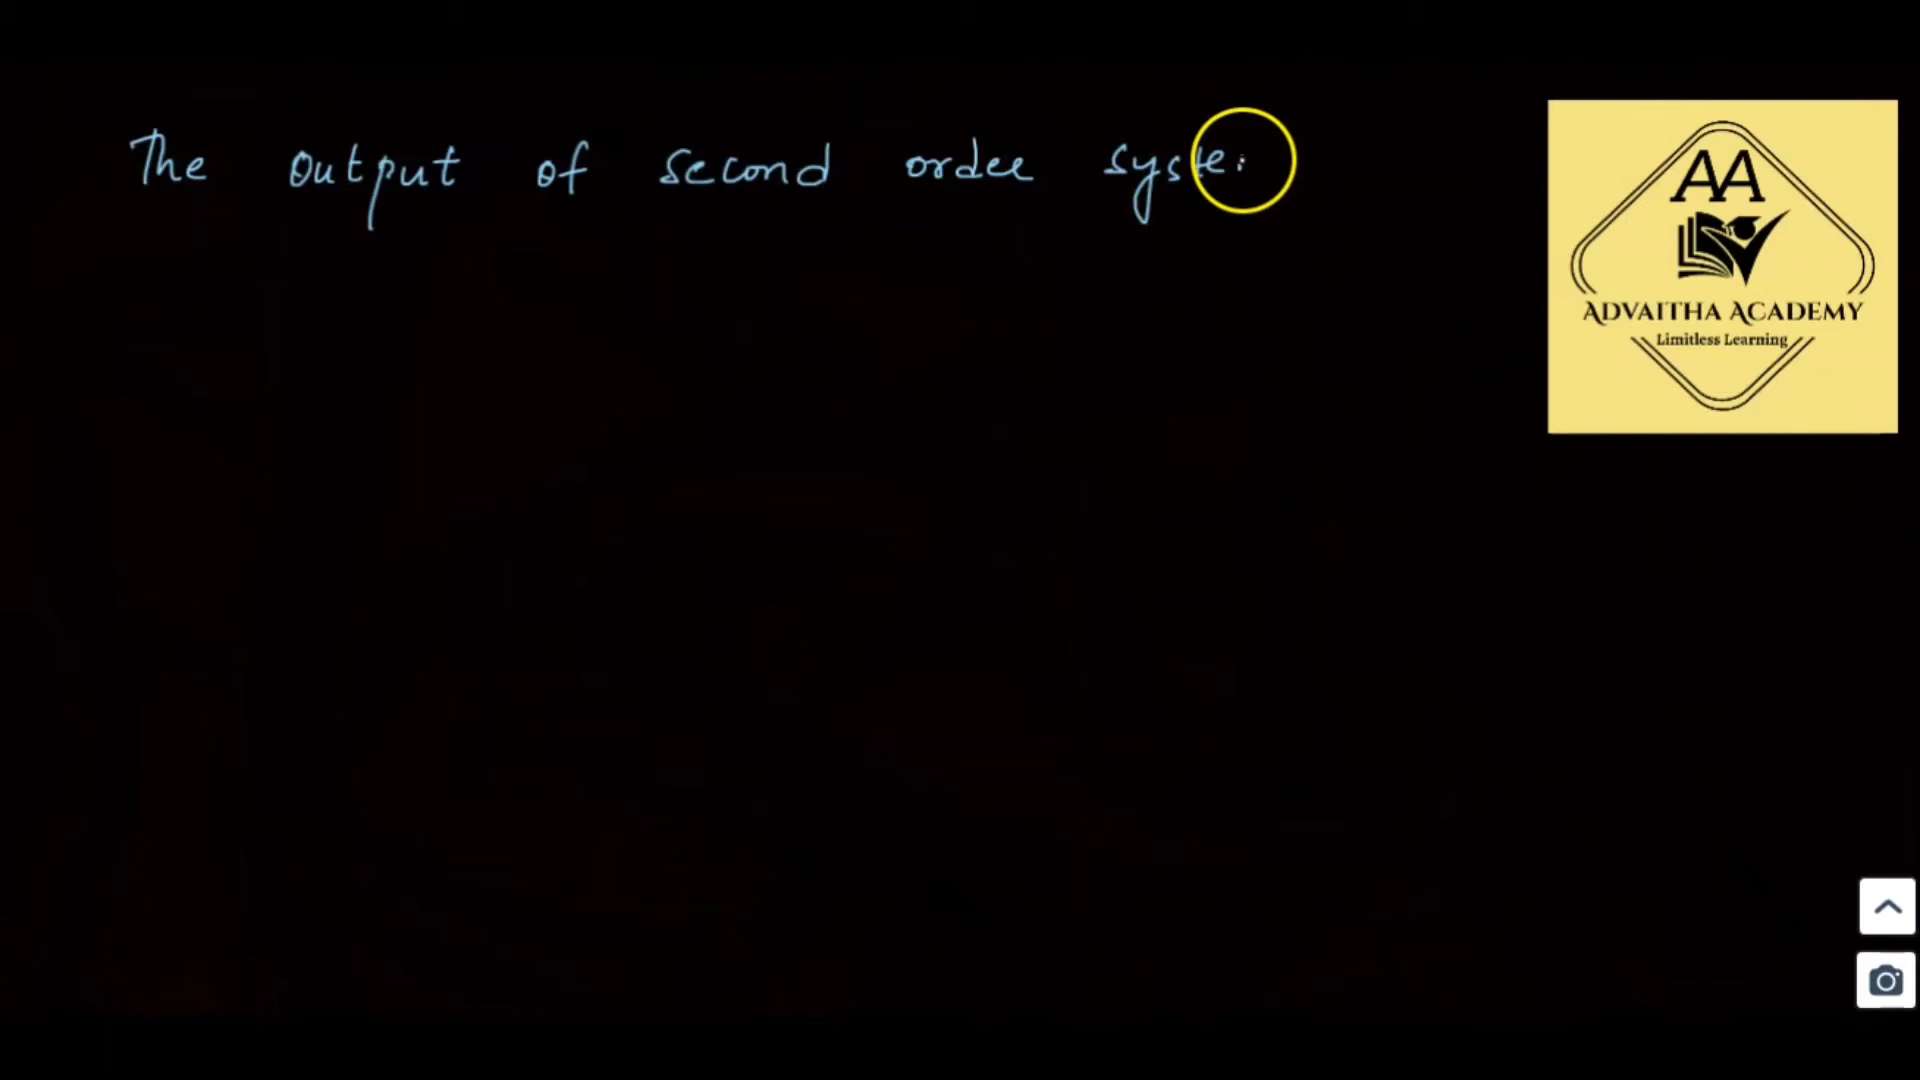 The output of second order syste
AA
ADVAITHA ACADEMY
Limitless Learning